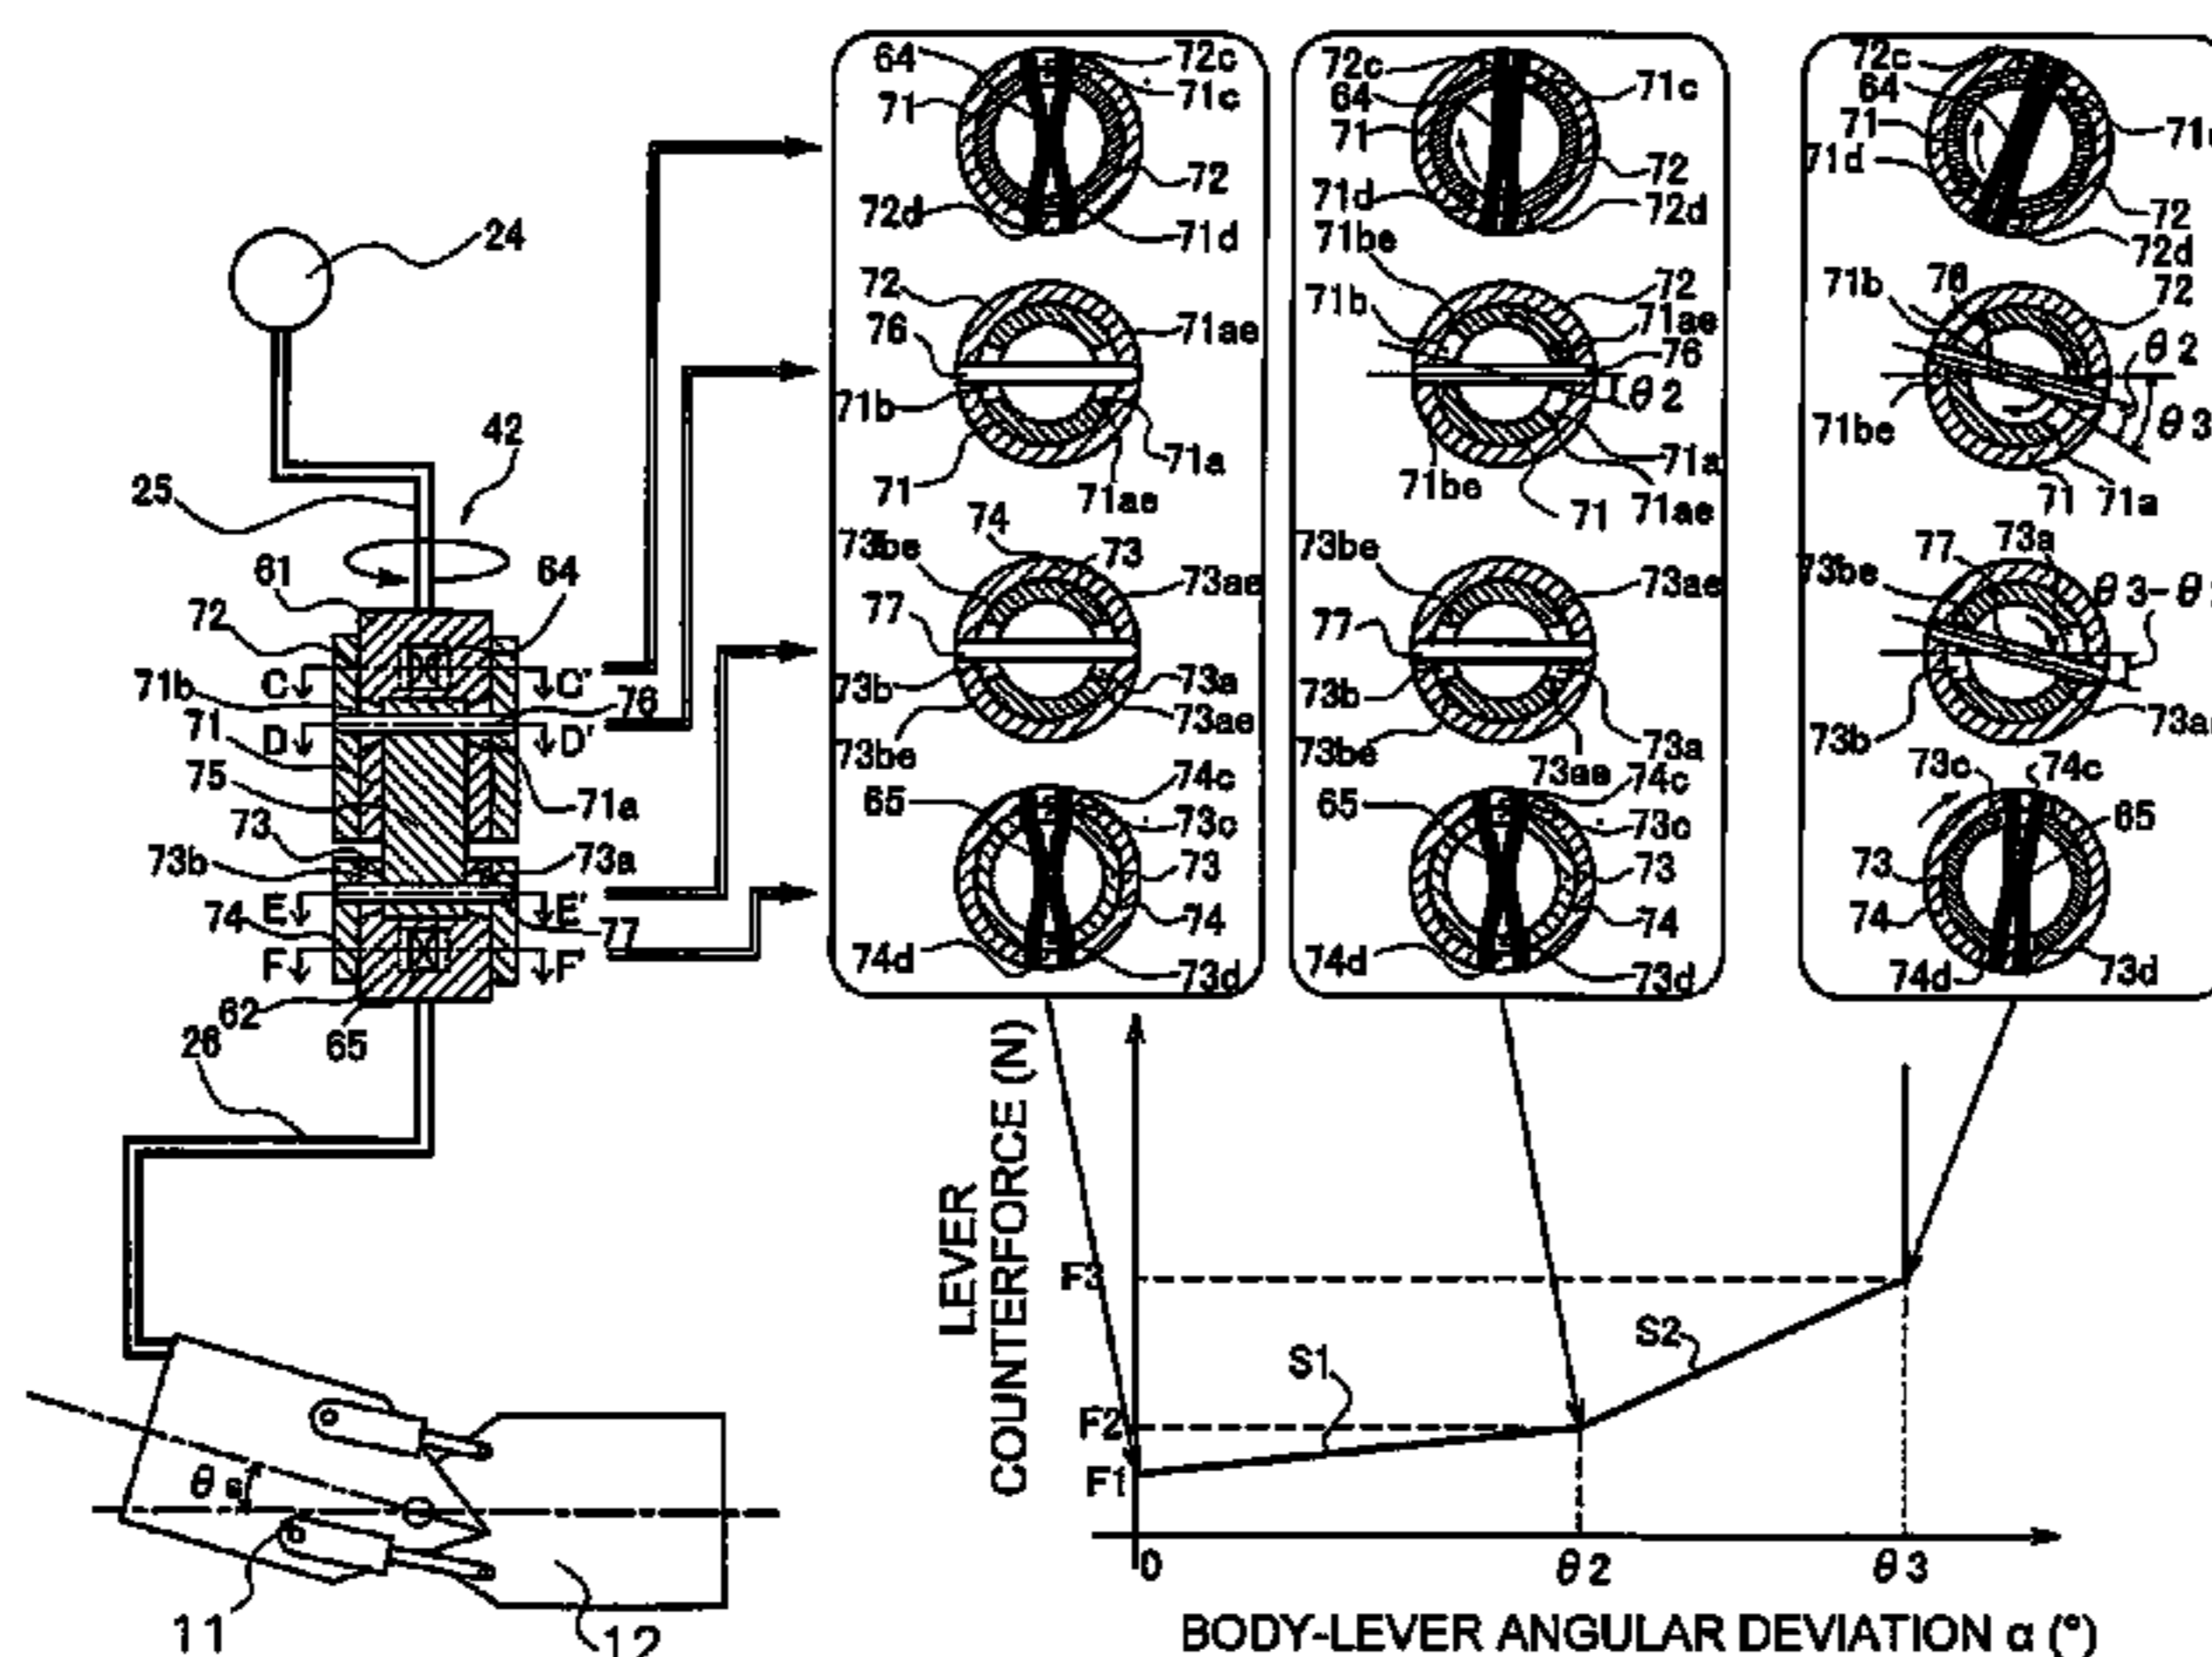 24
25
42
61
64
72
C
C'
71b
76
71
D
D'
75
71a
73
73b
73a
E
E'
74
77
F
F'
62
65
26
θs
11
12
64
72c
71
71c
72
72d
71d
72
76
71ae
71b
71a
71
71ae
74
73be
73
73ae
77
73b
73a
73ae
73be
74c
65
73c
73
74
74d
73d
72c
64
71c
71
72
71d
72d
71be
71b
72
71ae
76
θ2
71a
71be
71
71ae
73be
73ae
77
73b
73a
73be
73ae
74c
65
73c
73
74
74d
73d
72c
64
71
71d
72
72d
71b
76
72
θ2
71be
θ3
71
71a
77
73a
73be
θ3-θ
73b
73c
74c
65
73
74
74d
73d
LEVER
COUNTERFORCE (N)
F3
F2
F1
S1
S2
0
θ2
θ3
BODY-LEVER ANGULAR DEVIATION α (°)